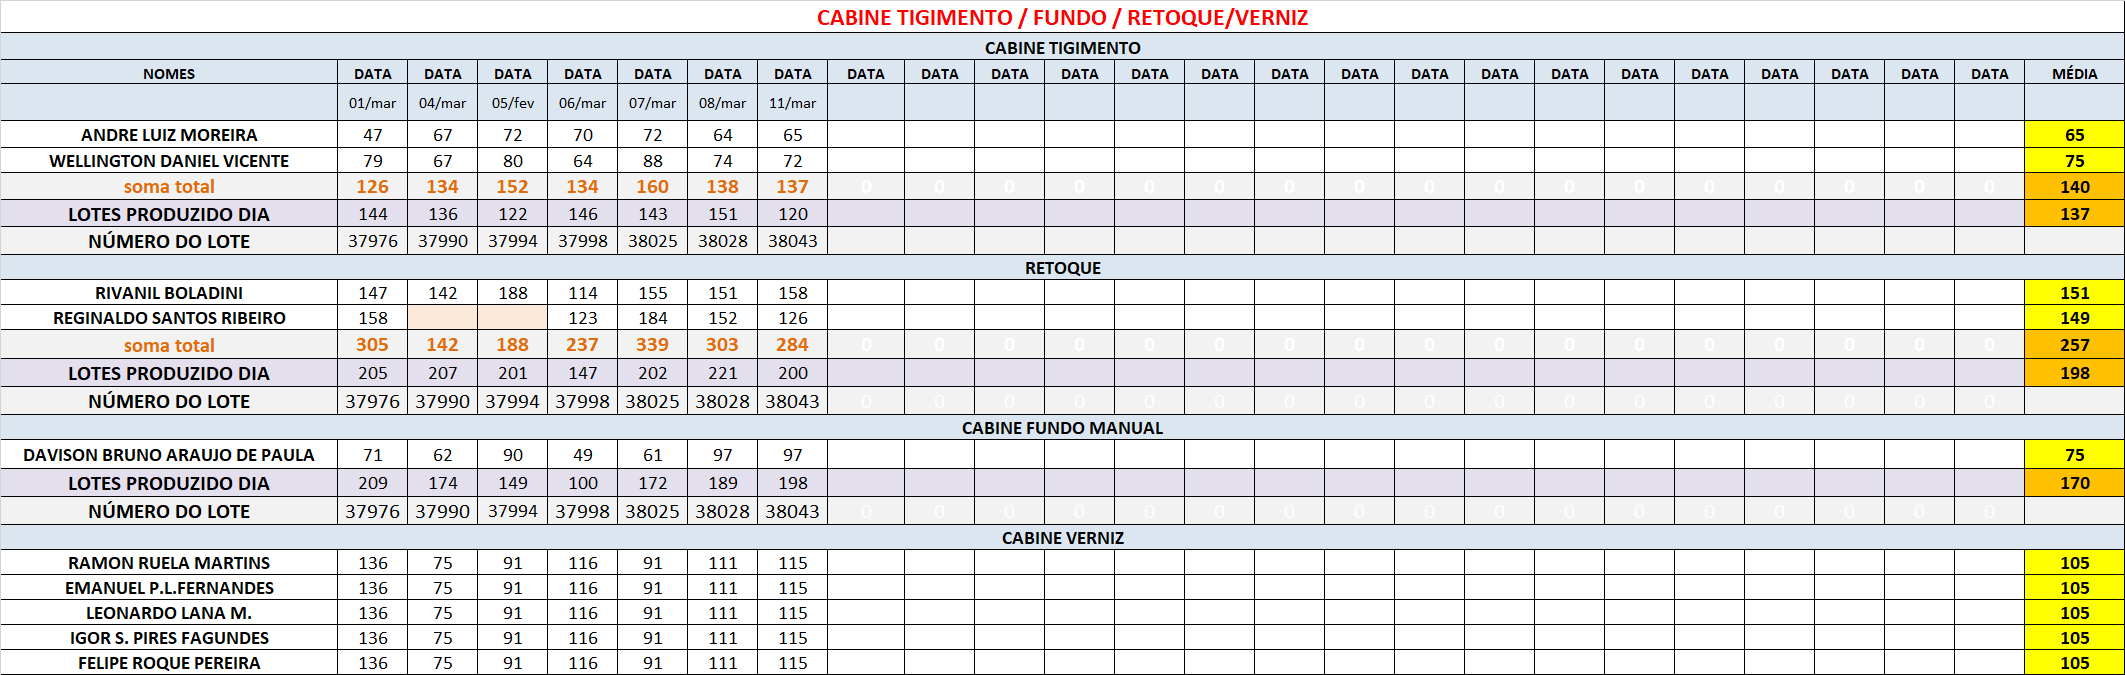 CABINE TIGIMENTO / FUNDO / RETOQUE/VERNIZ
CABINE TIGIMENTO
NOMES DATA DATA DATA DATA DATA DATA DATA DATA DATA DATA DATA DATA DATA DATA DATA DATA DATA DATA DATA DATA DATA DATA DATA DATA MÉDIA
01/mar 04/mar 05/fev 06/mar 07/mar 08/mar 11/mar
ANDRE LUIZ MOREIRA 47 67 72 70 72 64 65 65
WELLINGTON DANIEL VICENTE 79 67 80 64 88 74 72 75
soma total 126 134 152 134 160 138 137 0 0 0 0 0 0 0 0 0 0 0 0 0 0 0 0 0 140
LOTES PRODUZIDO DIA 144 136 122 146 143 151 120 137
NÚMERO DO LOTE 37976 37990 37994 37998 38025 38028 38043
RETOQUE
RIVANIL BOLADINI 147 142 188 114 155 151 158 151
REGINALDO SANTOS RIBEIRO 158 123 184 152 126 149
soma total 305 142 188 237 339 303 284 0 0 0 0 0 0 0 0 0 0 0 0 0 0 0 0 0 257
LOTES PRODUZIDO DIA 205 207 201 147 202 221 200 198
NÚMERO DO LOTE 37976 37990 37994 37998 38025 38028 38043 0 0 0 0 0 0 0 0 0 0 0 0 0 0 0 0 0
CABINE FUNDO MANUAL
DAVISON BRUNO ARAUJO DE PAULA 71 62 90 49 61 97 97 75
LOTES PRODUZIDO DIA 209 174 149 100 172 189 198 170
NÚMERO DO LOTE 37976 37990 37994 37998 38025 38028 38043 0 0 0 0 0 0 0 0 0 0 0 0 0 0 0 0 0
CABINE VERNIZ
RAMON RUELA MARTINS 136 75 91 116 91 111 115 105
EMANUEL P.L.FERNANDES 136 75 91 116 91 111 115 105
LEONARDO LANA M. 136 75 91 116 91 111 115 105
IGOR S. PIRES FAGUNDES 136 75 91 116 91 111 115 105
FELIPE ROQUE PEREIRA 136 75 91 116 91 111 115 105